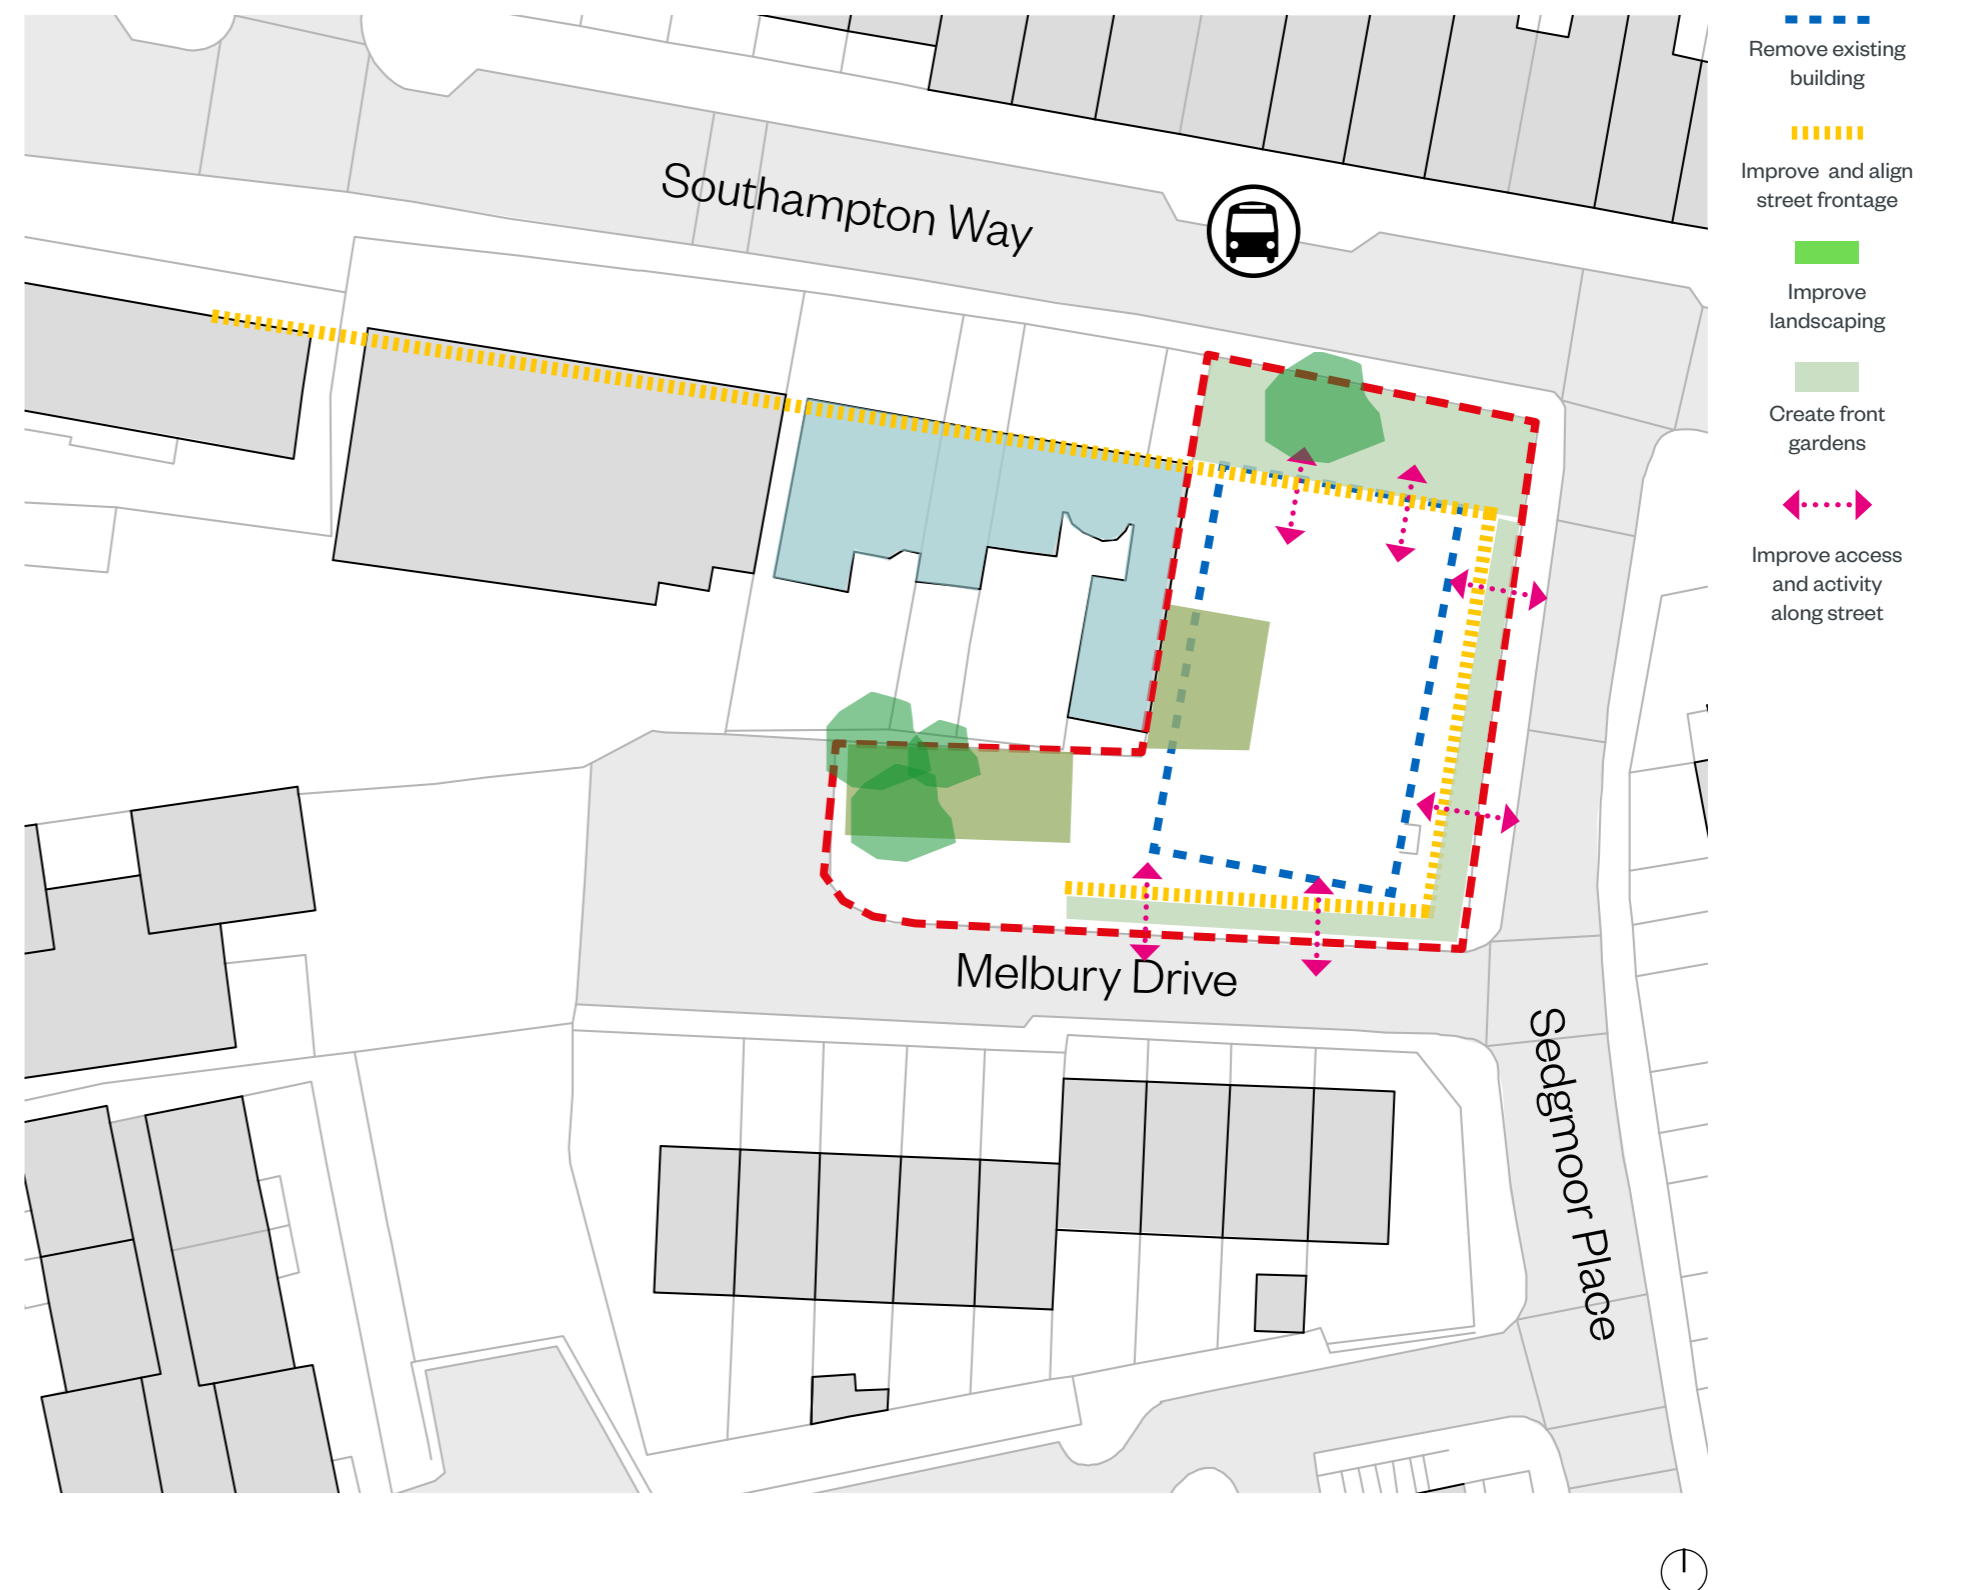 Southampton Way
Melbury Drive
Sedgmoor Place
Remove existing
building
Improve and align
street frontage
Improve
landscaping
Create front
gardens
Improve access
and activity
along street